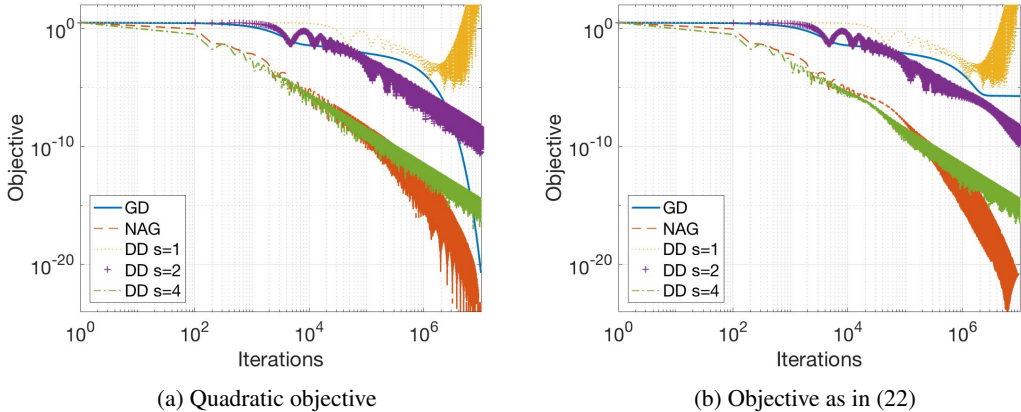 10^0
10^-10
10^-20
Objective
GD
NAG
DD s=1
DD s=2
DD s=4
10^0 10^2 10^4 10^6
Iterations
(a) Quadratic objective
10^0
10^-10
10^-20
Objective
GD
NAG
DD s=1
DD s=2
DD s=4
10^0 10^2 10^4 10^6
Iterations
(b) Objective as in (22)